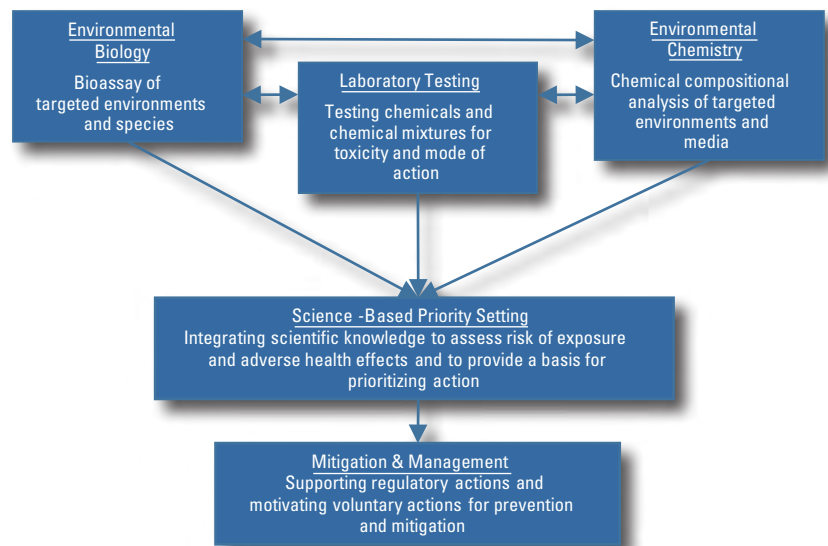 Environmental
Biology
Bioassay of
targeted environments
and species
Laboratory Testing
Testing chemicals and
chemical mixtures for
toxicity and mode of
action
Environmental
Chemistry
Chemical compositional
analysis of targeted
environments and
media
Science -Based Priority Setting
Integrating scientific knowledge to assess risk of exposure
and adverse health effects and to provide a basis for
prioritizing action
Mitigation & Management
Supporting regulatory actions and
motivating voluntary actions for prevention
and mitigation